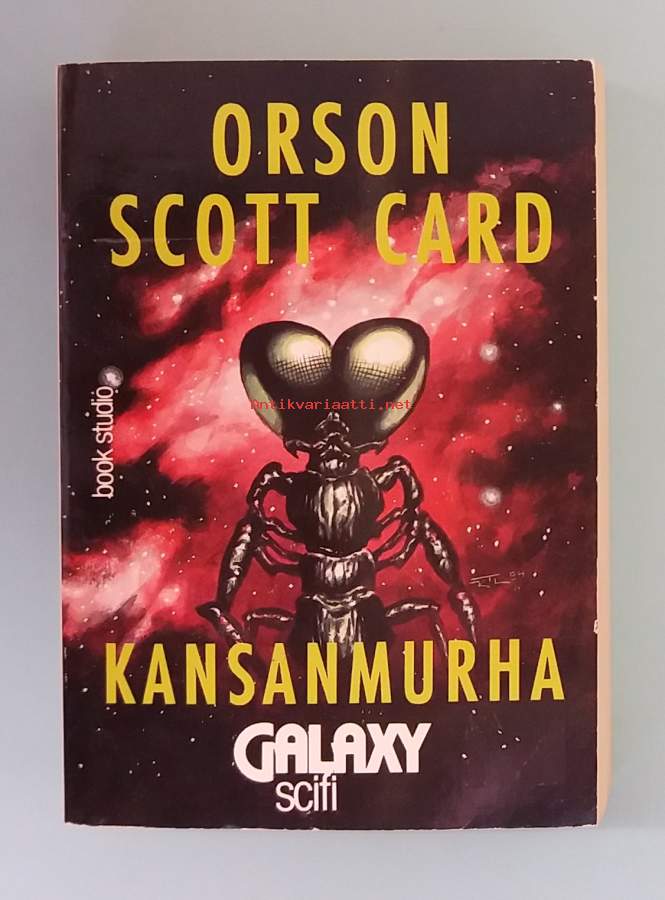 ORSON
SCOTT CARD
Antikvariaatti.net
book studio
KANSANMURHA
GALAXY
scifi